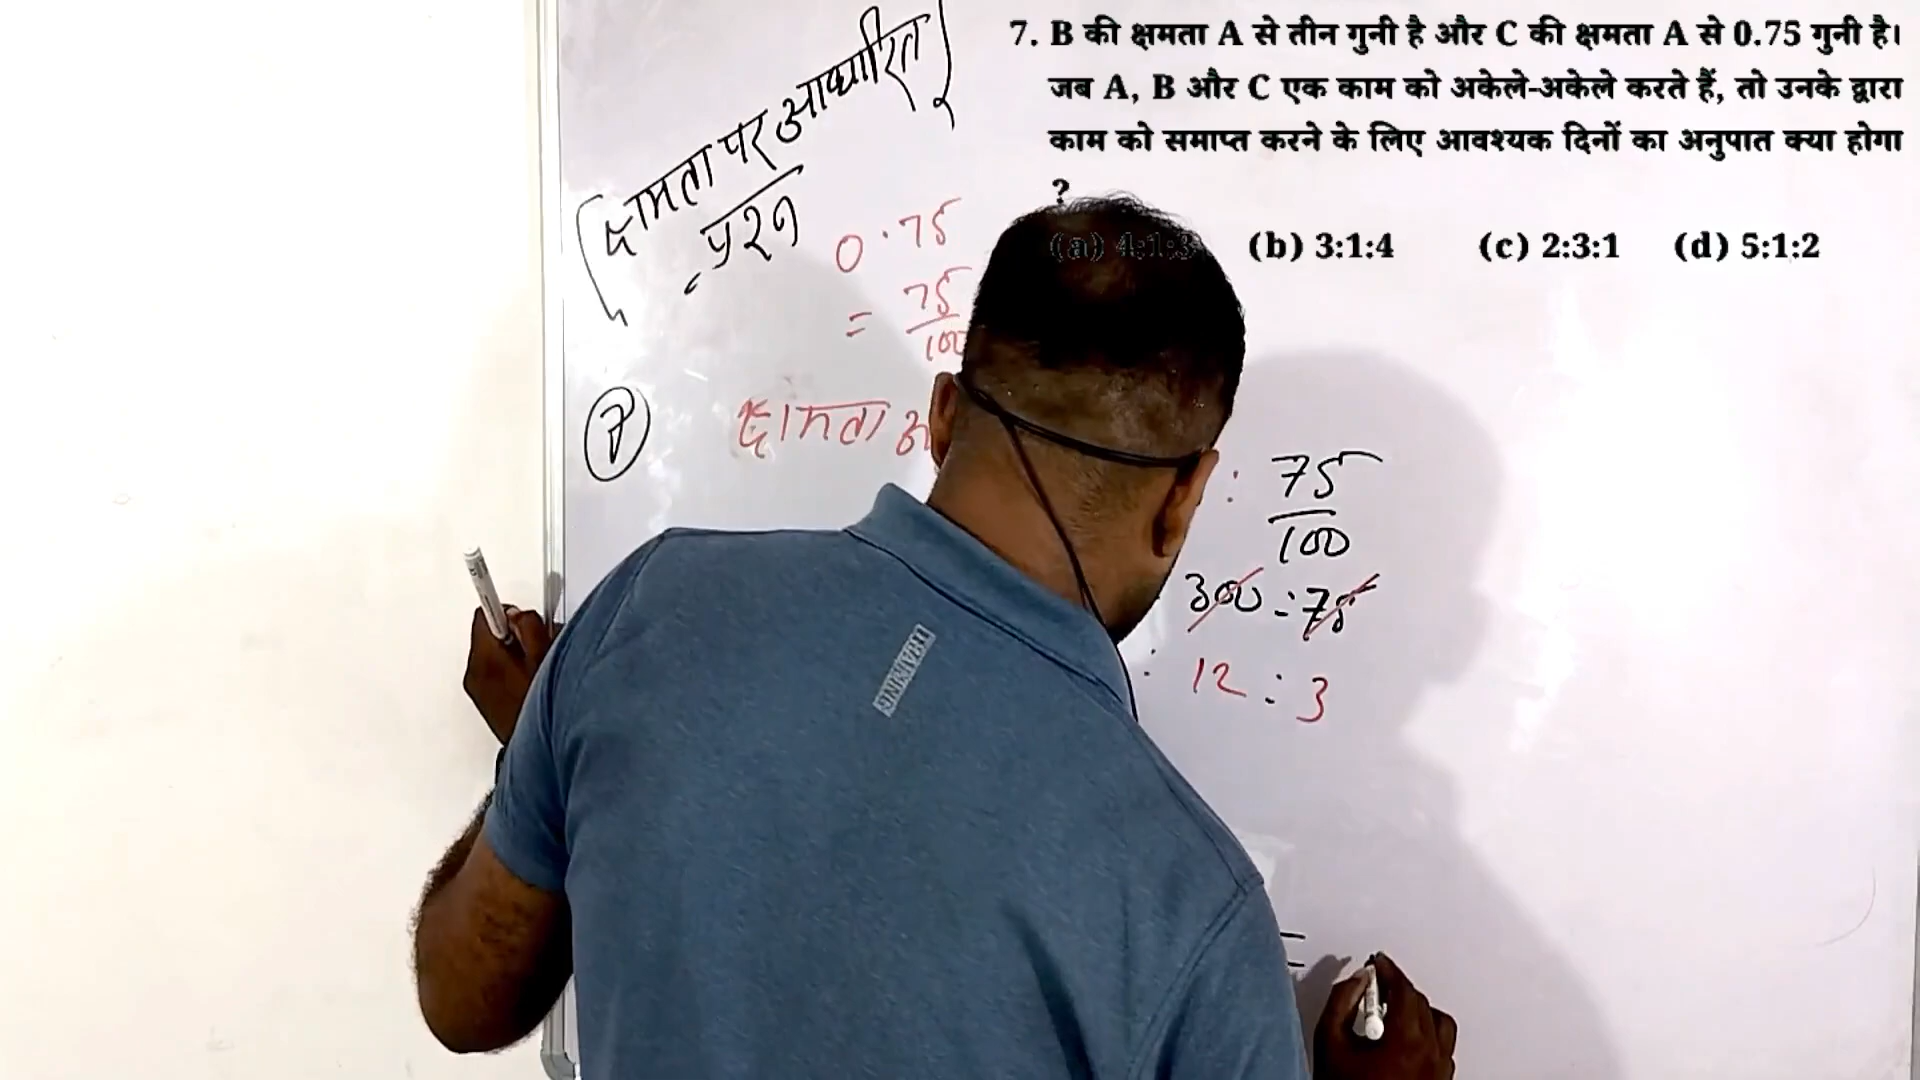 7. B की क्षमता A से तीन गुनी है और C की क्षमता A से 0.75 गुनी है।
जब A, B और C एक काम को अकेले-अकेले करते हैं, तो उनके द्वारा
काम को समाप्त करने के लिए आवश्यक दिनों का अनुपात क्या होगा
?
(a) 4:1:3 (b) 3:1:4 (c) 2:3:1 (d) 5:1:2
क्षमता पर आधारित
प्रश्न
0.75
= 75
100
7
क्षमता
: 75
100
300 : 75
: 12 : 3
=
TRAINING